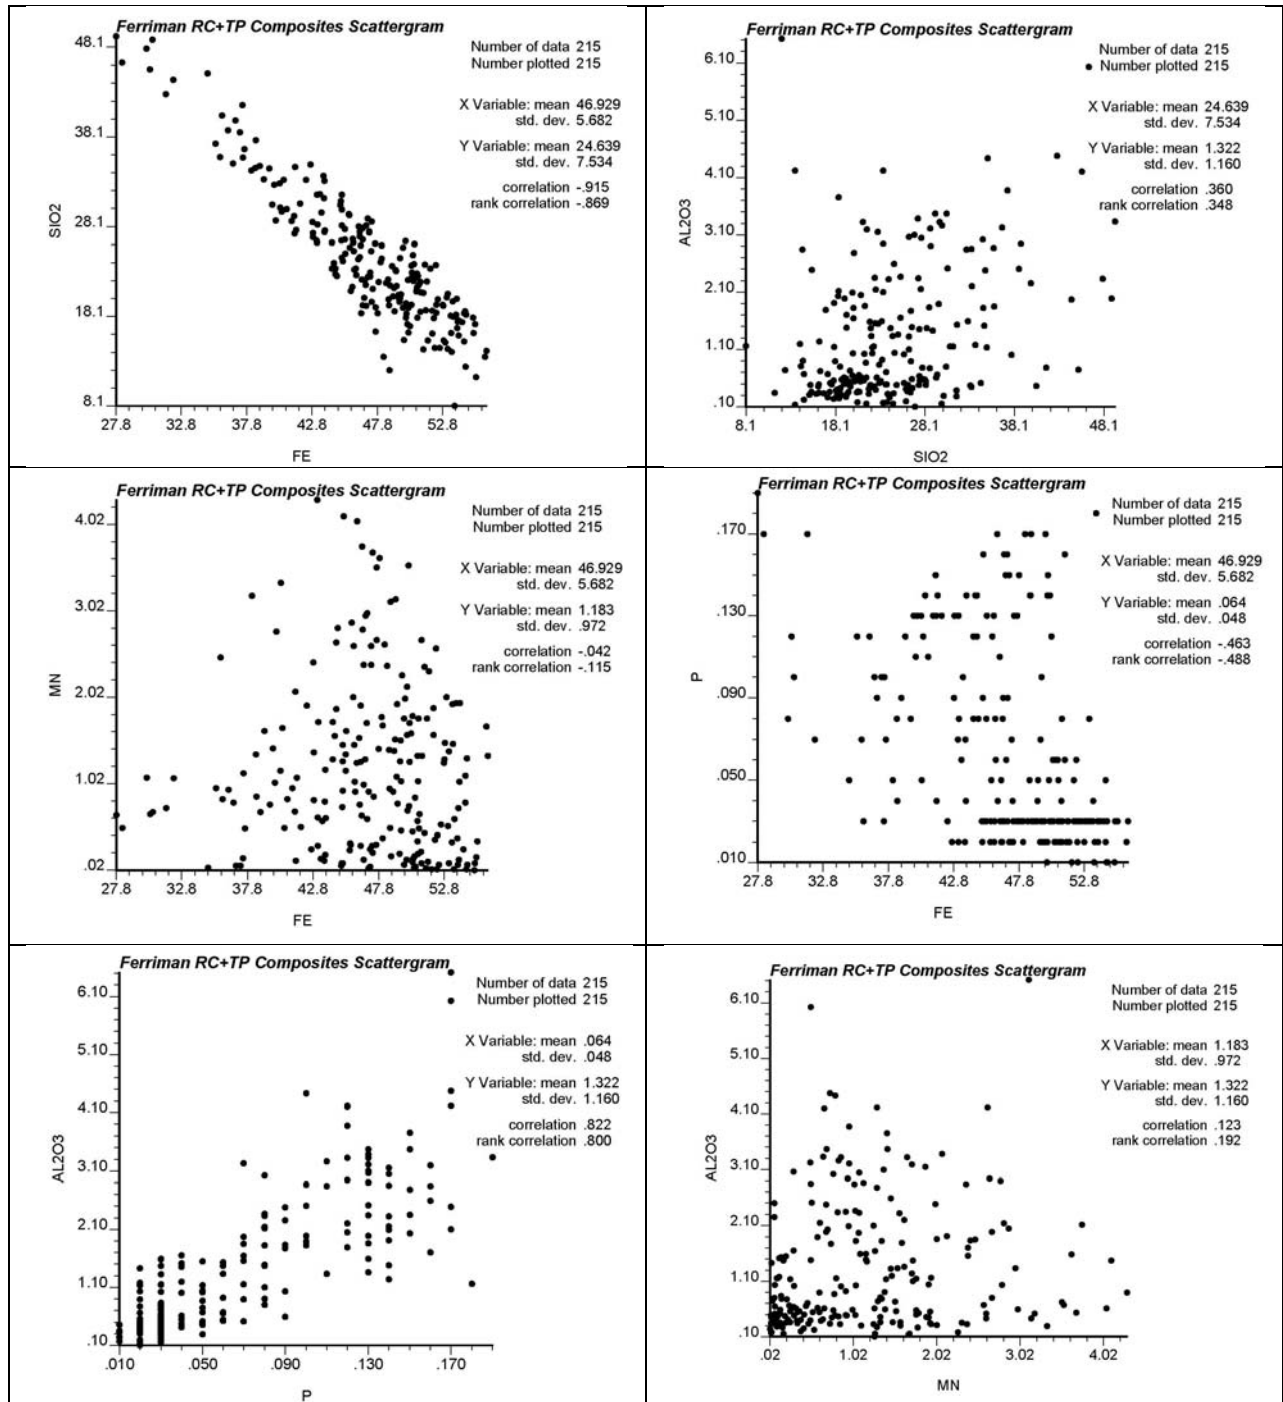 Ferriman RC+TP Composites Scattergram
Number of data 215
Number plotted 215
X Variable: mean 46.929
std. dev. 5.682
Y Variable: mean 24.639
std. dev. 7.534
correlation -.915
rank correlation -.869
48.1
38.1
28.1
18.1
8.1
SIO2
27.8 32.8 37.8 42.8 47.8 52.8
FE
Ferriman RC+TP Composites Scattergram
Number of data 215
Number plotted 215
X Variable: mean 24.639
std. dev. 7.534
Y Variable: mean 1.322
std. dev. 1.160
correlation .360
rank correlation .348
6.10
5.10
4.10
3.10
2.10
1.10
.10
AL2O3
8.1 18.1 28.1 38.1 48.1
SIO2
Ferriman RC+TP Composites Scattergram
Number of data 215
Number plotted 215
X Variable: mean 46.929
std. dev. 5.682
Y Variable: mean 1.183
std. dev. .972
correlation -.042
rank correlation -.115
4.02
3.02
2.02
1.02
.02
MN
27.8 32.8 37.8 42.8 47.8 52.8
FE
Ferriman RC+TP Composites Scattergram
Number of data 215
Number plotted 215
X Variable: mean 46.929
std. dev. 5.682
Y Variable: mean .064
std. dev. .048
correlation -.463
rank correlation -.488
.170
.130
.090
.050
.010
P
27.8 32.8 37.8 42.8 47.8 52.8
FE
Ferriman RC+TP Composites Scattergram
Number of data 215
Number plotted 215
X Variable: mean .064
std. dev. .048
Y Variable: mean 1.322
std. dev. 1.160
correlation .822
rank correlation .800
6.10
5.10
4.10
3.10
2.10
1.10
.10
AL2O3
.010 .050 .090 .130 .170
P
Ferriman RC+TP Composites Scattergram
Number of data 215
Number plotted 215
X Variable: mean 1.183
std. dev. .972
Y Variable: mean 1.322
std. dev. 1.160
correlation .123
rank correlation .192
6.10
5.10
4.10
3.10
2.10
1.10
.10
AL2O3
.02 1.02 2.02 3.02 4.02
MN